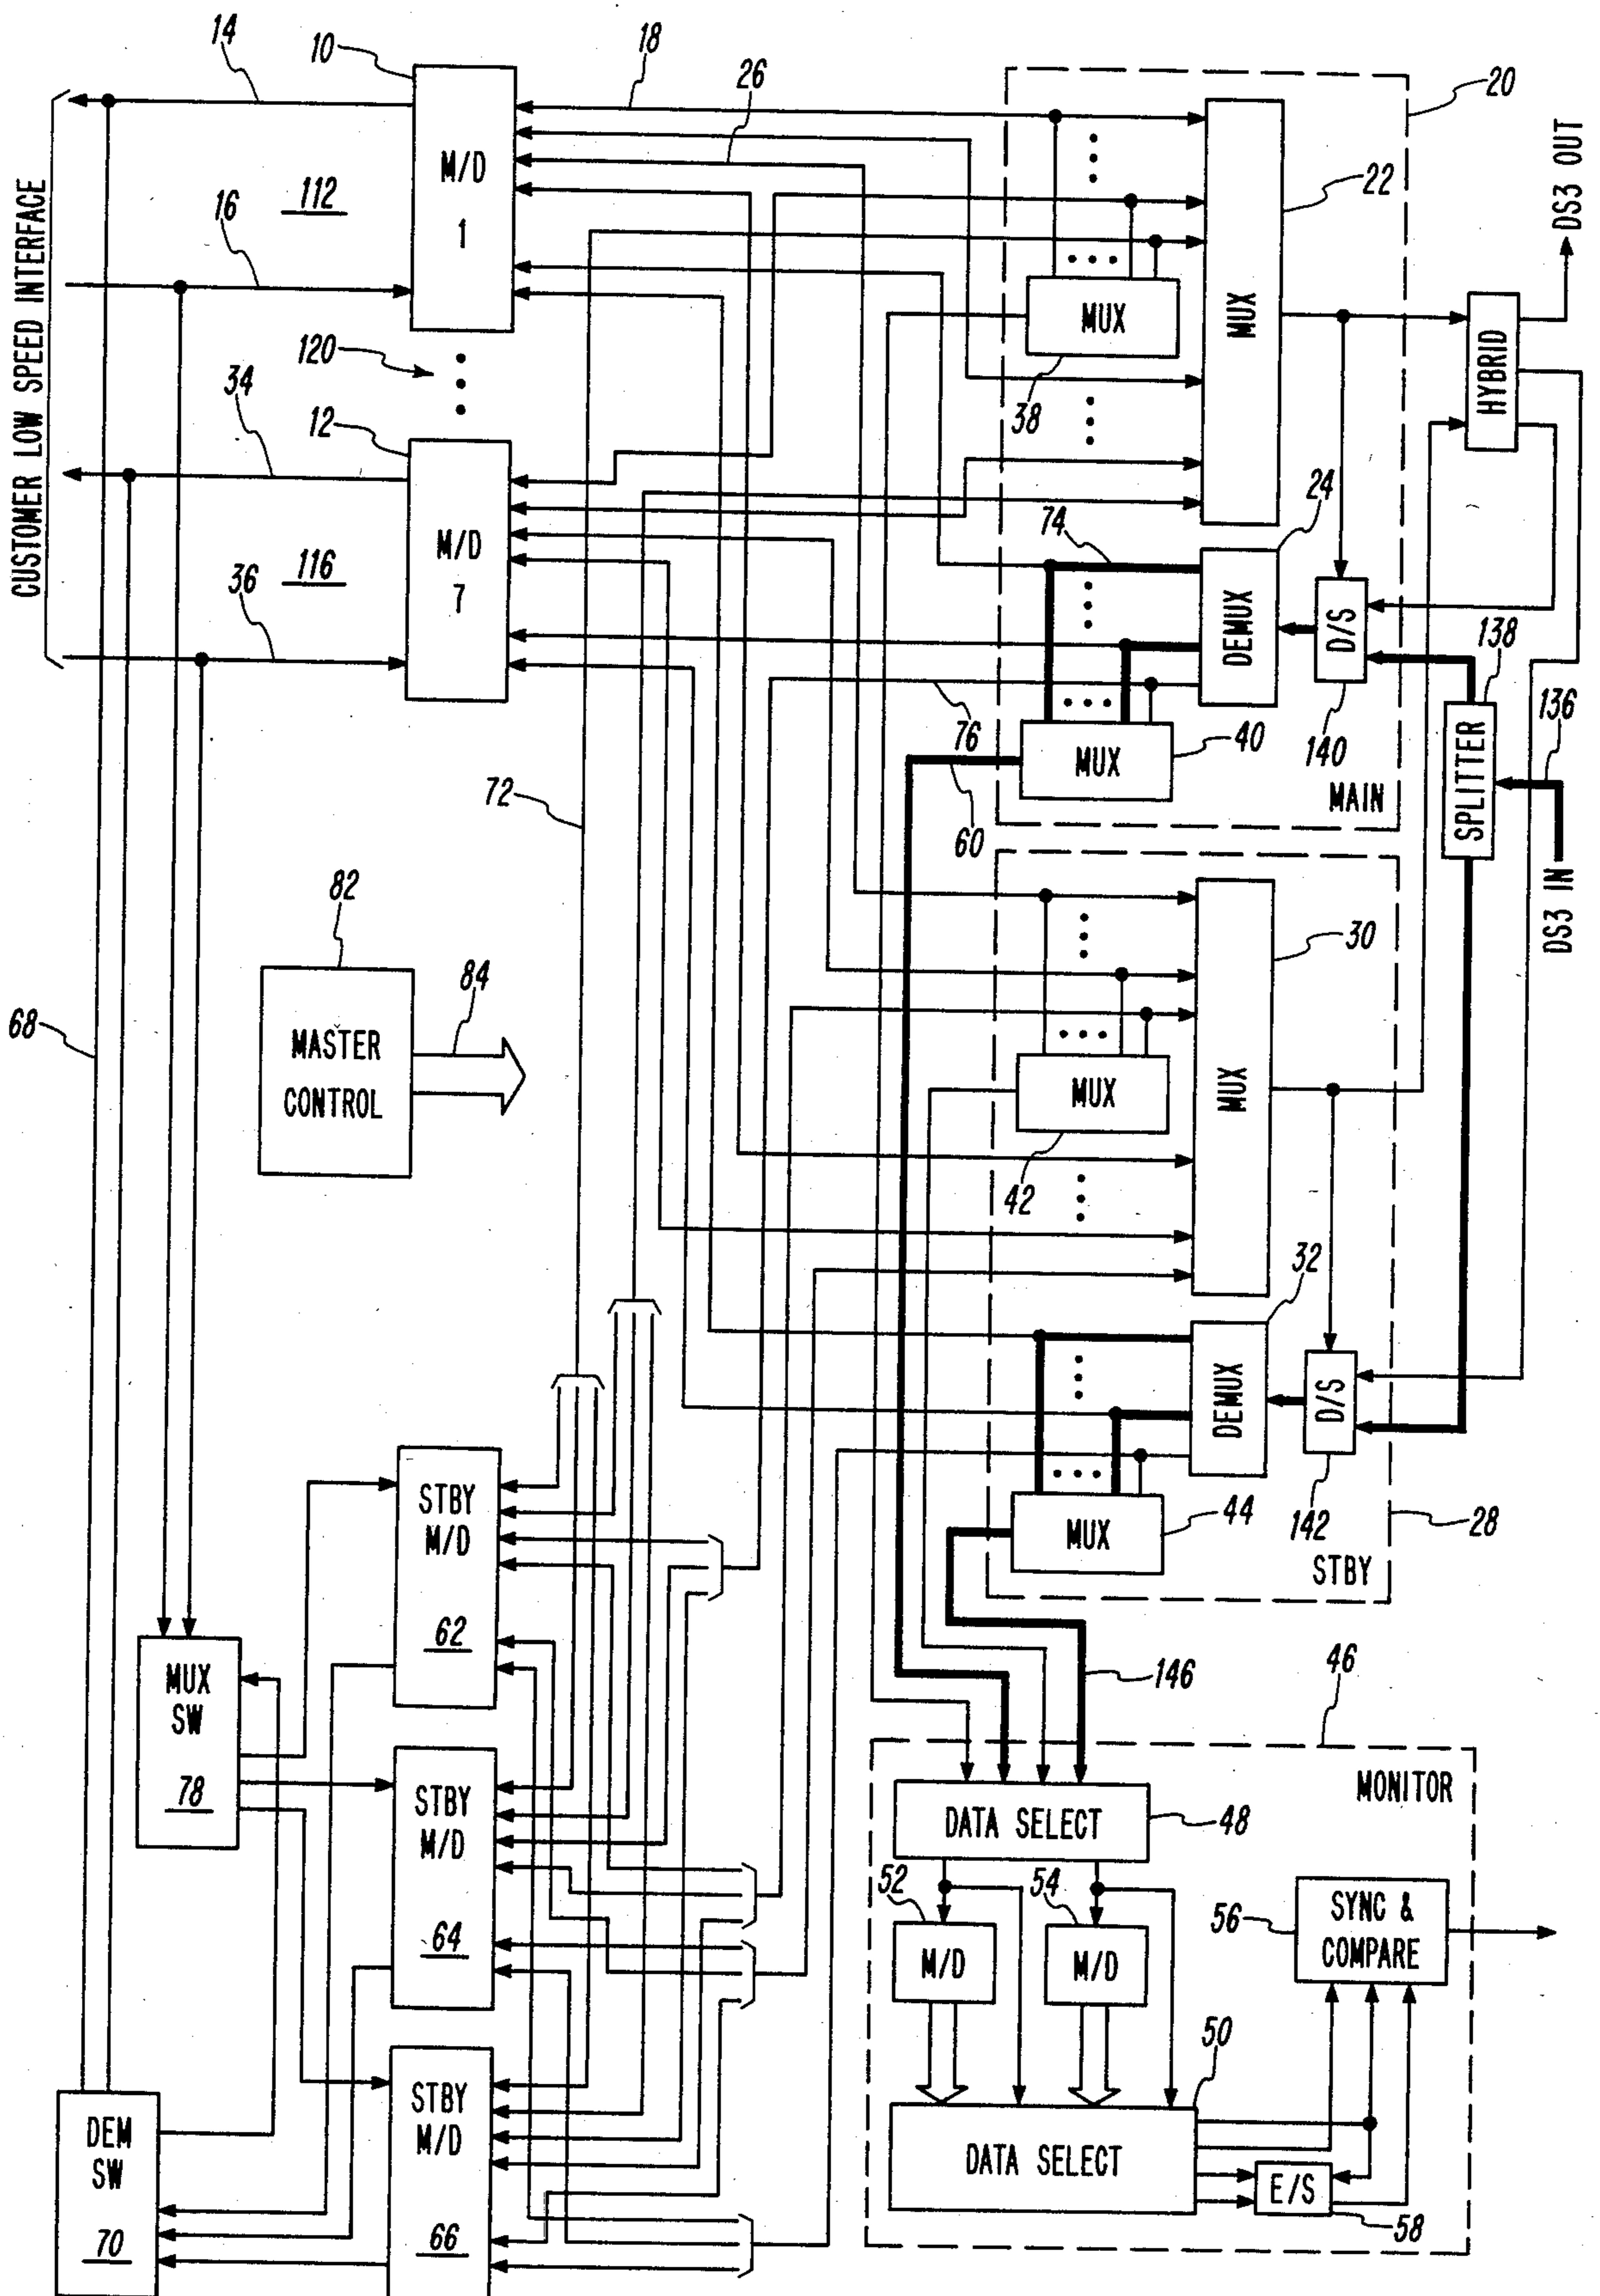 14
10
18
26
20
DS3 OUT
CUSTOMER LOW SPEED INTERFACE
112
M/D
1
22
16
MUX
MUX
HYBRID
120
38
34
12
24
74
116
M/D
7
36
DEMUX
D/S
138
136
76
40
140
MUX
MAIN
SPLITTER
72
60
DS3 IN
82
30
84
68
MASTER
CONTROL
MUX
MUX
42
32
DEMUX
D/S
STBY
M/D
62
MUX
44
142
28
STBY
MUX
SW
78
146
46
MONITOR
STBY
M/D
64
DATA SELECT
48
52
54
56
SYNC &
COMPARE
M/D
M/D
50
STBY
M/D
66
DEM
SW
70
DATA SELECT
E/S
58